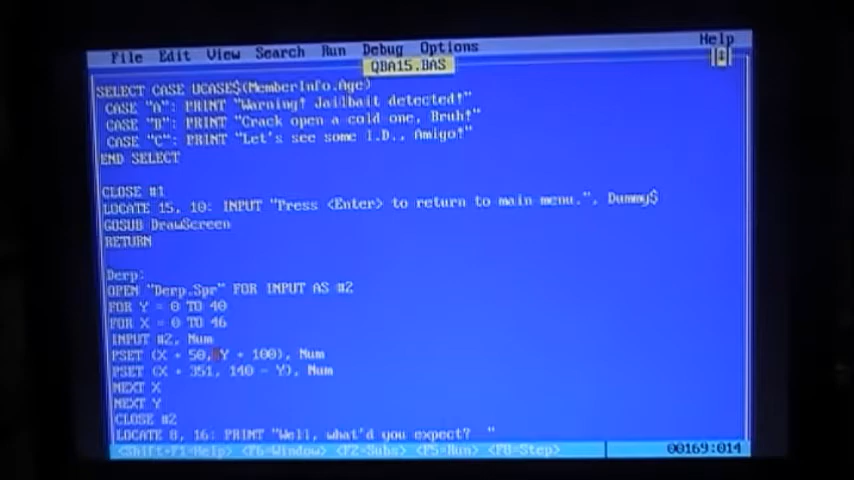 File Edit View Search Run Debug Options Help
QBA15.BAS
SELECT CASE UCASE$(MemberInfo.Age)
CASE "A": PRINT "Warning! Jailbait detected!"
CASE "B": PRINT "Crack open a cold one, Bruh!"
CASE "C": PRINT "Let's see some I.D., Amigo!"
END SELECT
CLOSE #1
LOCATE 15, 10: INPUT "Press <Enter> to return to main menu.", Dummy$
GOSUB DrawScreen
RETURN
Derp:
OPEN "Derp.Spr" FOR INPUT AS #2
FOR Y = 0 TO 40
FOR X = 0 TO 46
INPUT #2, Num
PSET (X + 50, Y + 100), Num
PSET (X + 351, 140 - Y), Num
NEXT X
NEXT Y
CLOSE #2
LOCATE 8, 16: PRINT "Well, what'd you expect? "
<Shift+F1=Help> <F6=Window> <F2=Subs> <F5=Run> <F8=Step> 00169:014